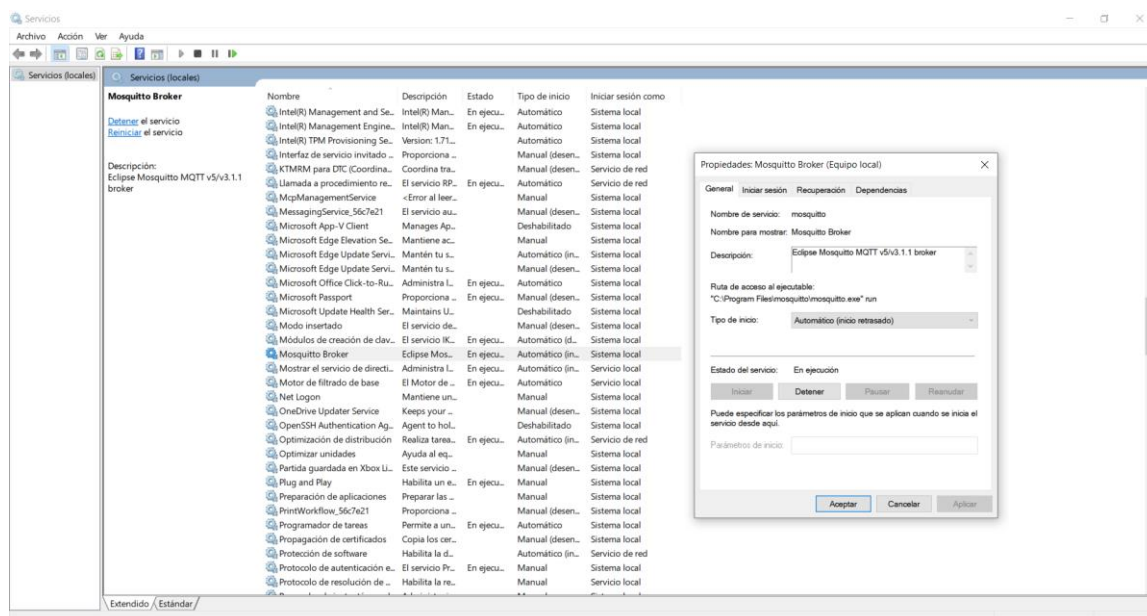 Servicios
Archivo Acción Ver Ayuda
Servicios (locales)
Servicios (locales)
Mosquitto Broker
Detener el servicio
Reiniciar el servicio
Descripción:
Eclipse Mosquitto MQTT v5/v3.1.1
broker
Nombre Descripción Estado Tipo de inicio Iniciar sesión como
Intel(R) Management and Se... Intel(R) Man... En ejecu... Automático Sistema local
Intel(R) Management Engine... Intel(R) Man... En ejecu... Automático Sistema local
Intel(R) TPM Provisioning Se... Version: 1.71... Automático Sistema local
Interfaz de servicio invitado ... Proporciona ... Manual (desen... Sistema local
KTMRM para DTC (Coordina... Coordina tra... Manual (desen... Servicio de red
Llamada a procedimiento re... El servicio RP... En ejecu... Automático Servicio de red
McpManagementService <Error al leer... Manual Sistema local
MessagingService_56c7e21 El servicio au... Manual (desen... Sistema local
Microsoft App-V Client Manages Ap... Deshabilitado Sistema local
Microsoft Edge Elevation Se... Mantiene ac... Manual Sistema local
Microsoft Edge Update Servi... Mantén tu s... Automático (in... Sistema local
Microsoft Edge Update Servi... Mantén tu s... Manual (desen... Sistema local
Microsoft Office Click-to-Ru... Administra l... En ejecu... Automático Sistema local
Microsoft Passport Proporciona ... En ejecu... Manual (desen... Sistema local
Microsoft Update Health Ser... Maintains U... Deshabilitado Sistema local
Modo insertado El servicio de... Manual (desen... Sistema local
Módulos de creación de clav... El servicio IK... En ejecu... Automático (d... Sistema local
Mosquitto Broker Eclipse Mos... En ejecu... Automático (in... Sistema local
Mostrar el servicio de directi... Administra l... En ejecu... Automático (in... Servicio local
Motor de filtrado de base El Motor de ... En ejecu... Automático Servicio local
Net Logon Mantiene un... Manual Sistema local
OneDrive Updater Service Keeps your ... Manual (desen... Sistema local
OpenSSH Authentication Ag... Agent to hol... Deshabilitado Sistema local
Optimización de distribución Realiza tarea... En ejecu... Automático (in... Servicio de red
Optimizar unidades Ayuda al eq... Manual Sistema local
Partida guardada en Xbox Li... Este servicio ... Manual (desen... Sistema local
Plug and Play Habilita un e... En ejecu... Manual Sistema local
Preparación de aplicaciones Preparar las ... Manual Sistema local
PrintWorkflow_56c7e21 Proporciona ... Manual (desen... Sistema local
Programador de tareas Permite a un... En ejecu... Automático Sistema local
Propagación de certificados Copia los cer... Manual (desen... Sistema local
Protección de software Habilita la d... Automático (in... Servicio de red
Protocolo de autenticación e... El servicio Pr... En ejecu... Manual Sistema local
Protocolo de resolución de ... Habilita la re... Manual Servicio local
Extendido Estándar
Propiedades: Mosquitto Broker (Equipo local)
General Iniciar sesión Recuperación Dependencias
Nombre de servicio: mosquitto
Nombre para mostrar: Mosquitto Broker
Descripción: Eclipse Mosquitto MQTT v5/v3.1.1 broker
Ruta de acceso al ejecutable:
"C:\Program Files\mosquitto\mosquitto.exe" run
Tipo de inicio: Automático (inicio retrasado)
Estado del servicio: En ejecución
Iniciar Detener Pausar Reanudar
Puede especificar los parámetros de inicio que se aplican cuando se inicia el
servicio desde aquí.
Parámetros de inicio:
Aceptar Cancelar Aplicar